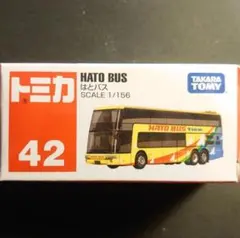 トミカ
42
HATO BUS
はとバス
SCALE 1/156
TAKARA
TOMY
HATO BUS